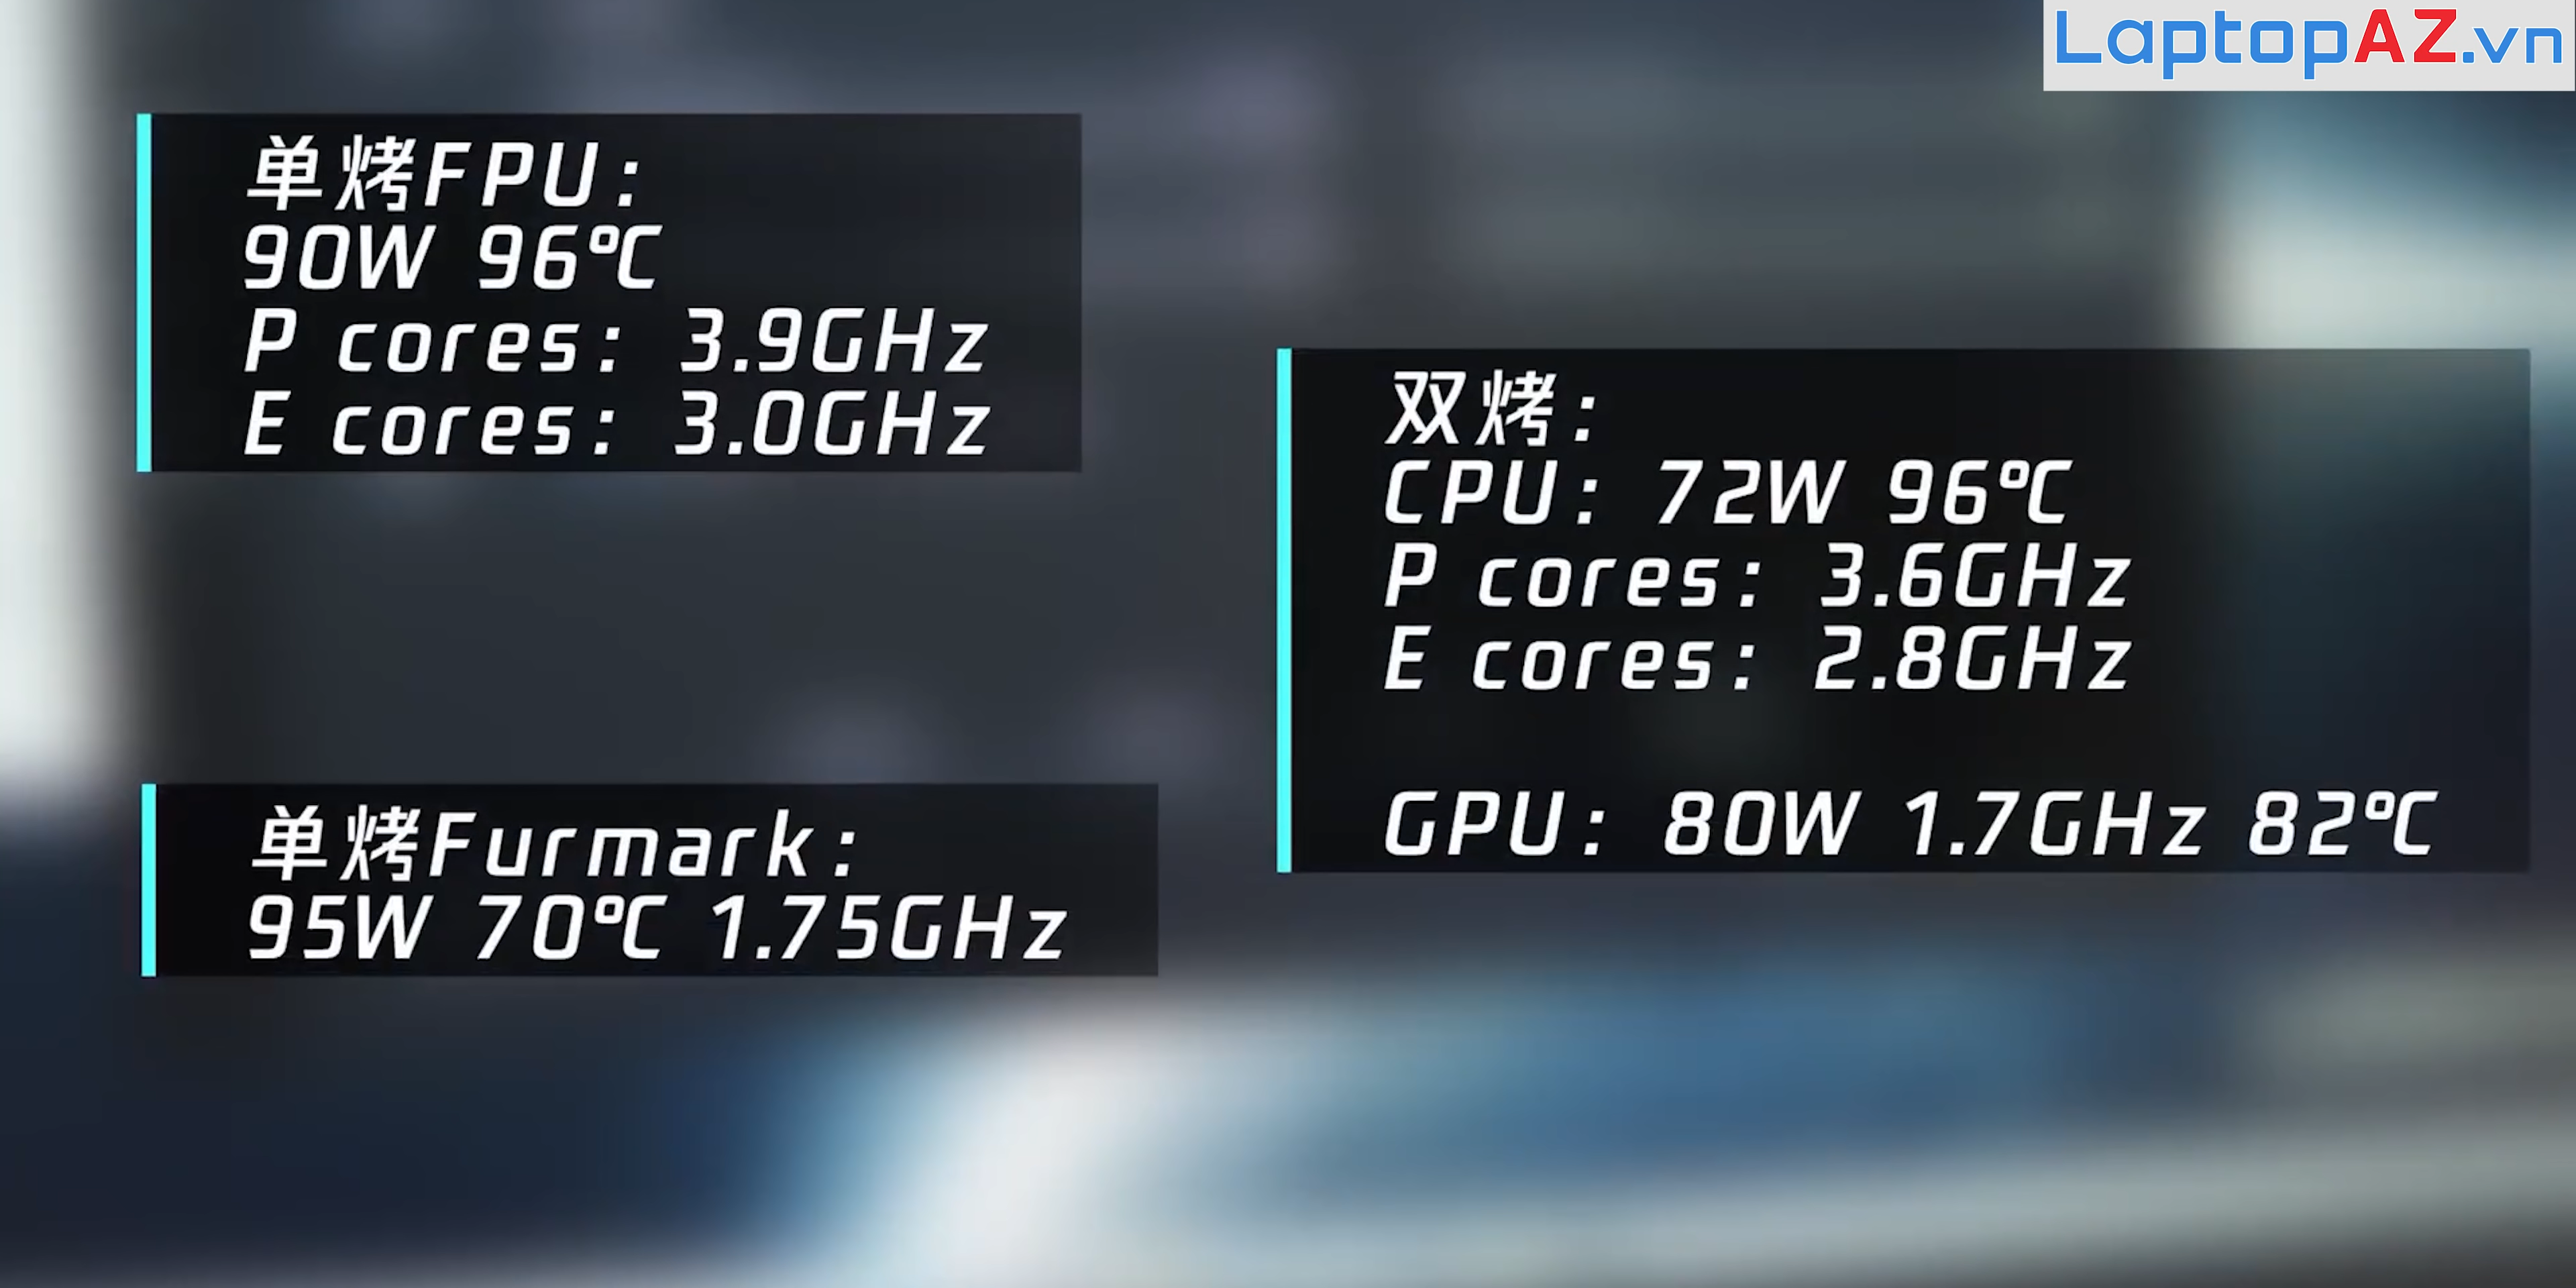 LaptopAZ.vn
单烤FPU:
90W 96℃
P cores: 3.9GHz
E cores: 3.0GHz
单烤Furmark:
95W 70℃ 1.75GHz
双烤:
CPU: 72W 96℃
P cores: 3.6GHz
E cores: 2.8GHz
GPU: 80W 1.7GHz 82℃